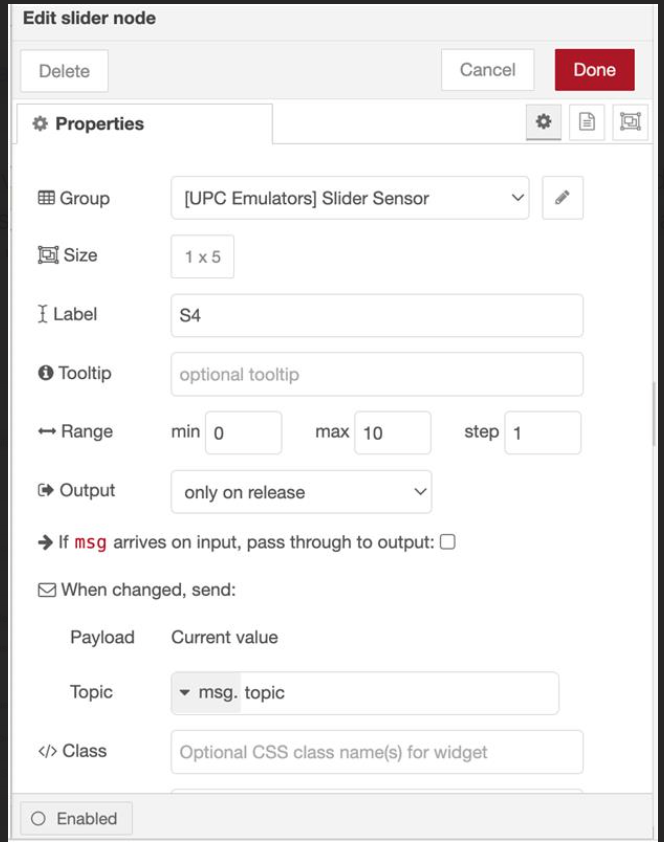 Edit slider node
Delete Cancel Done
Properties
Group [UPC Emulators] Slider Sensor
Size 1 x 5
Label S4
Tooltip optional tooltip
Range min 0 max 10 step 1
Output only on release
If msg arrives on input, pass through to output:
When changed, send:
Payload Current value
Topic msg. topic
</> Class Optional CSS class name(s) for widget
Enabled